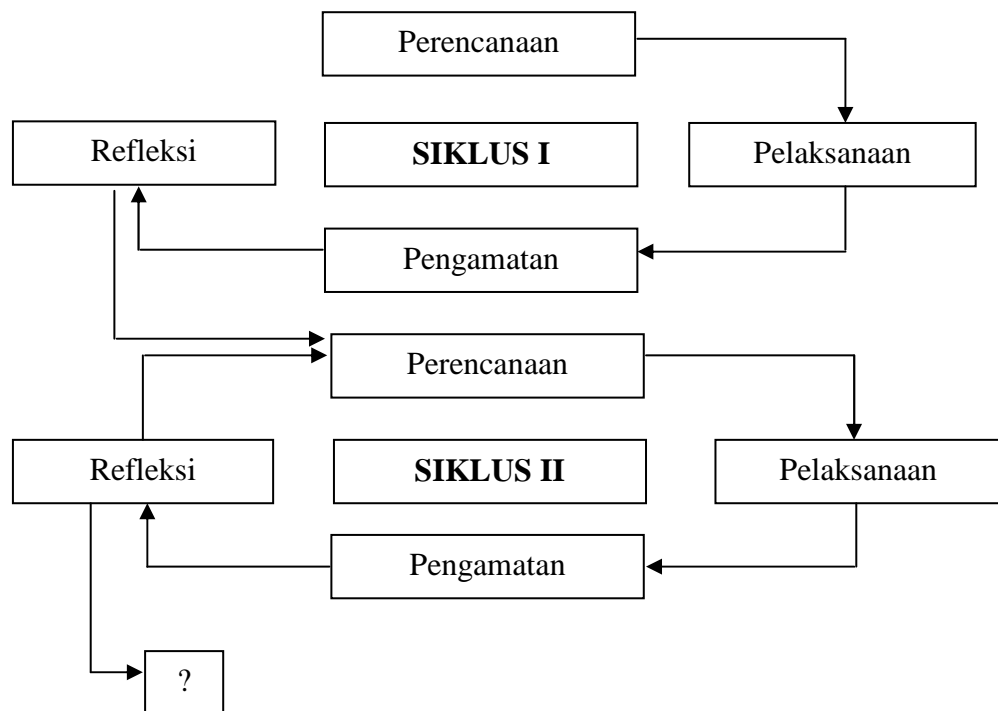 Perencanaan
Refleksi
SIKLUS I
Pelaksanaan
Pengamatan
Perencanaan
Refleksi
SIKLUS II
Pelaksanaan
Pengamatan
?